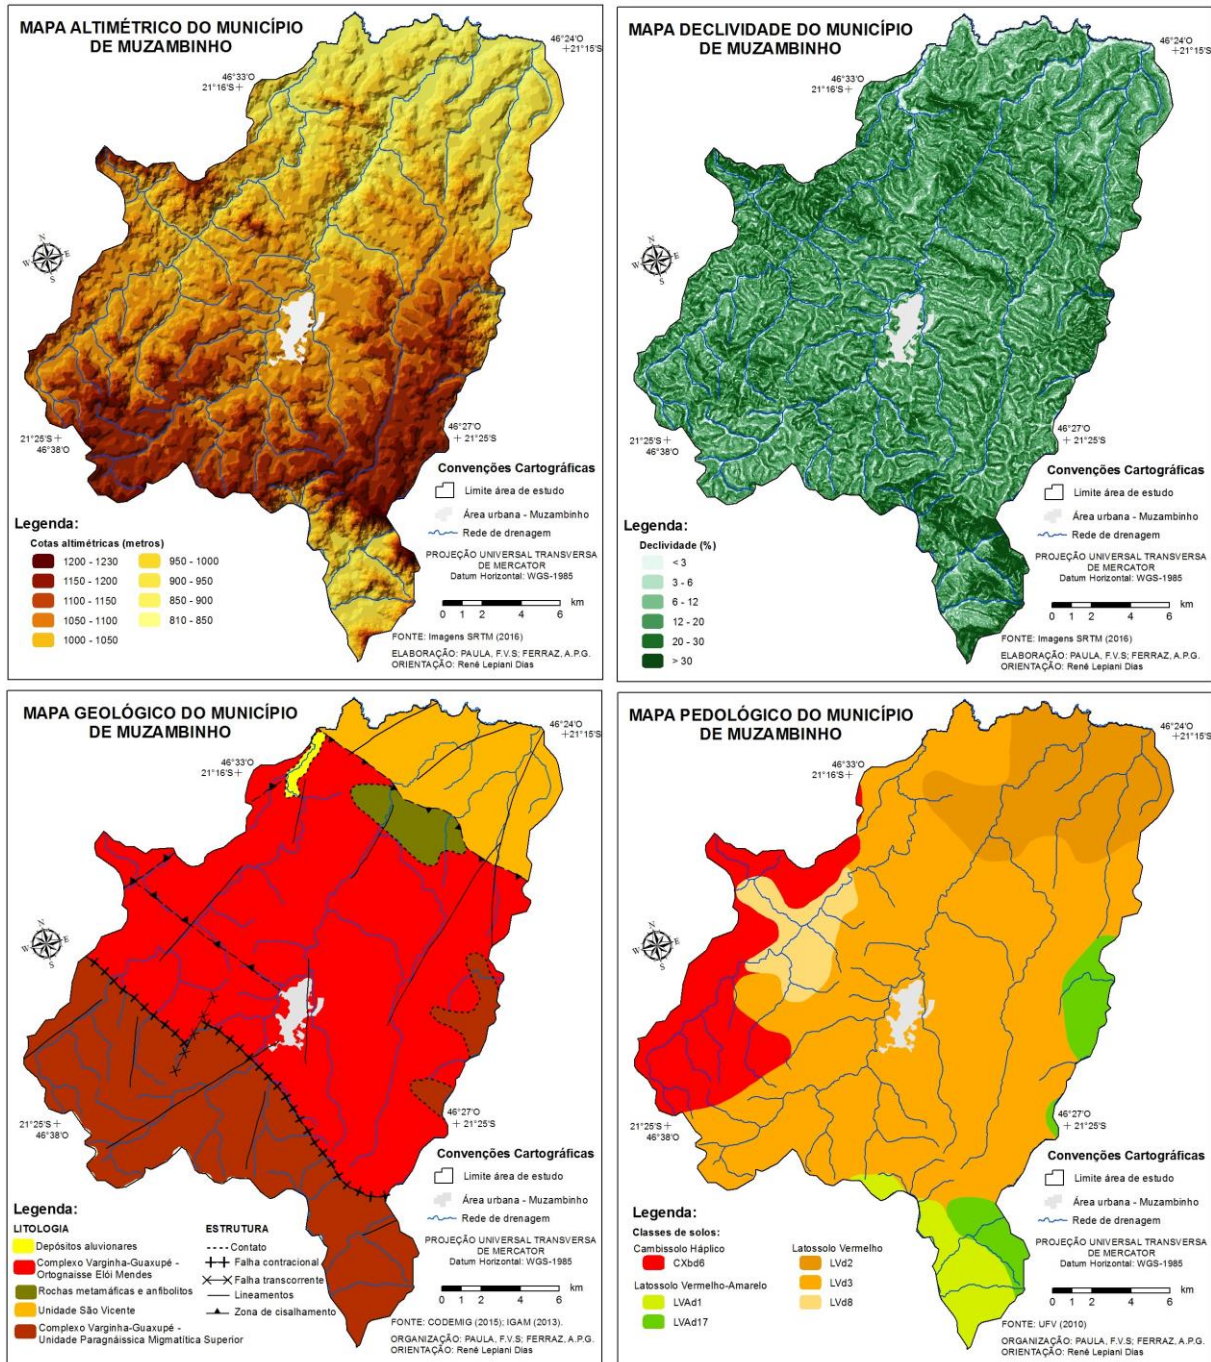 MAPA ALTIMÉTRICO DO MUNICÍPIO
DE MUZAMBINHO
46°24'O
21°15'S
46°33'O
21°16'S
N
W
E
S
21°25'S
46°38'O
46°27'O
21°25'S
Convenções Cartográficas
Limite área de estudo
Área urbana - Muzambinho
Rede de drenagem
PROJEÇÃO UNIVERSAL TRANSVERSA
DE MERCATOR
Datum Horizontal: WGS-1985
0 1 2 4 6 km
FONTE: Imagens SRTM (2016)
ELABORAÇÃO: PAULA, F.V.S; FERRAZ, A.P.G.
ORIENTAÇÃO: Renê Lepiani Dias
Legenda:
Cotas altimétricas (metros)
1200 - 1230
1150 - 1200
1100 - 1150
1050 - 1100
1000 - 1050
950 - 1000
900 - 950
850 - 900
810 - 850
MAPA DECLIVIDADE DO MUNICÍPIO
DE MUZAMBINHO
46°24'O
21°15'S
46°33'O
21°16'S
N
W
E
S
21°25'S
46°38'O
46°27'O
21°25'S
Convenções Cartográficas
Limite área de estudo
Área urbana - Muzambinho
Rede de drenagem
PROJEÇÃO UNIVERSAL TRANSVERSA
DE MERCATOR
Datum Horizontal: WGS-1985
0 1 2 4 6 km
FONTE: Imagens SRTM (2016)
ELABORAÇÃO: PAULA, F.V.S; FERRAZ, A.P.G.
ORIENTAÇÃO: Renê Lepiani Dias
Legenda:
Declividade (%)
< 3
3 - 6
6 - 12
12 - 20
20 - 30
> 30
MAPA GEOLÓGICO DO MUNICÍPIO
DE MUZAMBINHO
46°24'O
21°15'S
46°33'O
21°16'S
N
W
E
S
21°25'S
46°38'O
46°27'O
21°25'S
Convenções Cartográficas
Limite área de estudo
Área urbana - Muzambinho
Rede de drenagem
PROJEÇÃO UNIVERSAL TRANSVERSA
DE MERCATOR
Datum Horizontal: WGS-1985
0 1 2 4 6 km
FONTE: CODEMIG (2015); IGAM (2013).
ORGANIZAÇÃO: PAULA, F.V.S; FERRAZ, A.P.G.
ORIENTAÇÃO: Renê Lepiani Dias
Legenda:
LITOLOGIA
Depósitos aluvionares
Complexo Varginha-Guaxupé -
Ortognaisse Elói Mendes
Rochas metamáficas e anfibolitos
Unidade São Vicente
Complexo Varginha-Guaxupé -
Unidade Paragnáissica Migmatítica Superior
ESTRUTURA
Contato
Falha contracional
Falha transcorrente
Lineamentos
Zona de cisalhamento
MAPA PEDOLÓGICO DO MUNICÍPIO
DE MUZAMBINHO
46°24'O
21°15'S
46°33'O
21°16'S
N
W
E
S
21°25'S
46°38'O
46°27'O
21°25'S
Convenções Cartográficas
Limite área de estudo
Área urbana - Muzambinho
Rede de drenagem
PROJEÇÃO UNIVERSAL TRANSVERSA
DE MERCATOR
Datum Horizontal: WGS-1985
0 1 2 4 6 km
FONTE: UFV (2010)
ORGANIZAÇÃO: PAULA, F.V.S; FERRAZ, A.P.G.
ORIENTAÇÃO: Renê Lepiani Dias
Legenda:
Classes de solos:
Cambissolo Háplico
CXbd6
Latossolo Vermelho-Amarelo
LVAd1
LVAd17
Latossolo Vermelho
LVd2
LVd3
LVd8